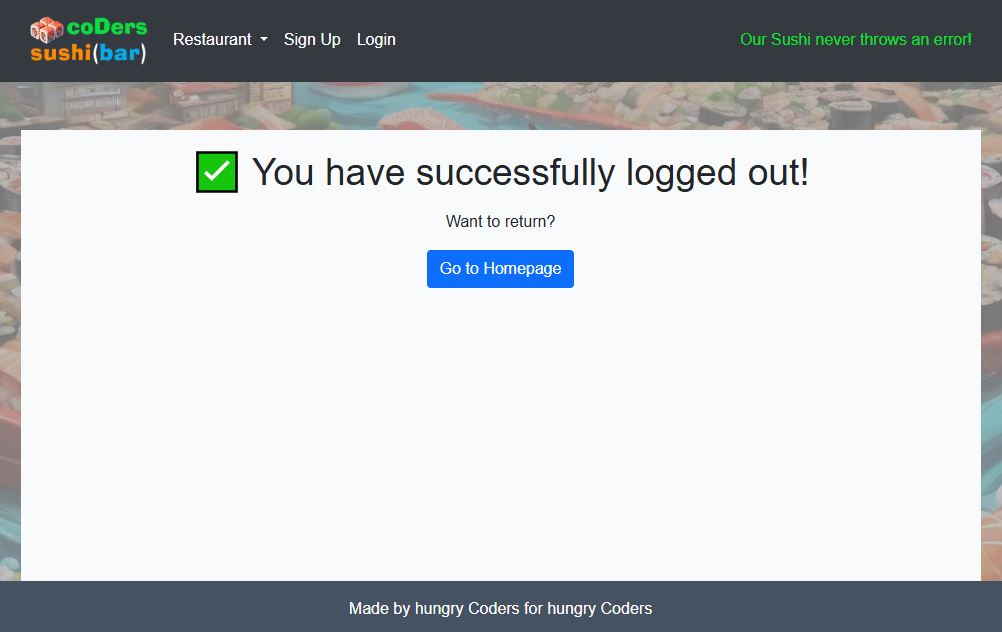 coDers
sushi(bar)
Restaurant
Sign Up
Login
Our Sushi never throws an error!
You have successfully logged out!
Want to return?
Go to Homepage
Made by hungry Coders for hungry Coders